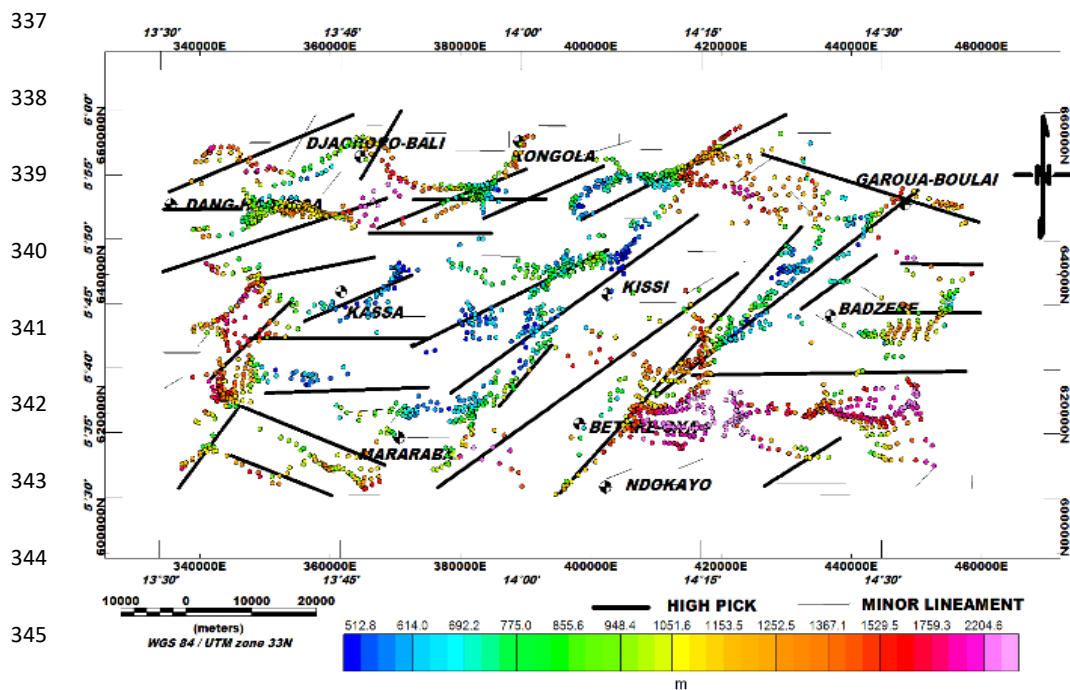 337
13°30' 13°45' 14°00' 14°15' 14°30'
340000E 360000E 380000E 400000E 420000E 440000E 460000E
338
6°00'
660000N 660000N
DJAOHORO-BALI
KONGOLA
339
5°55'
N
GAROUA-BOULAI
340
5°50'
640000N 640000N
5°45'
KISSI
KASSA
BADZERE
341
5°40'
342
620000N 620000N
5°35'
MARARABA
343
NDOKAYO
5°30'
600000N 600000N
344
340000E 360000E 380000E 400000E 420000E 440000E 460000E
13°30' 13°45' 14°00' 14°15' 14°30'
10000 0 10000 20000
(meters)
WGS 84 / UTM zone 33N
HIGH PICK MINOR LINEAMENT
345
512.8 614.0 692.2 775.0 855.6 948.4 1051.6 1153.5 1252.5 1367.1 1529.5 1759.3 2204.6
m